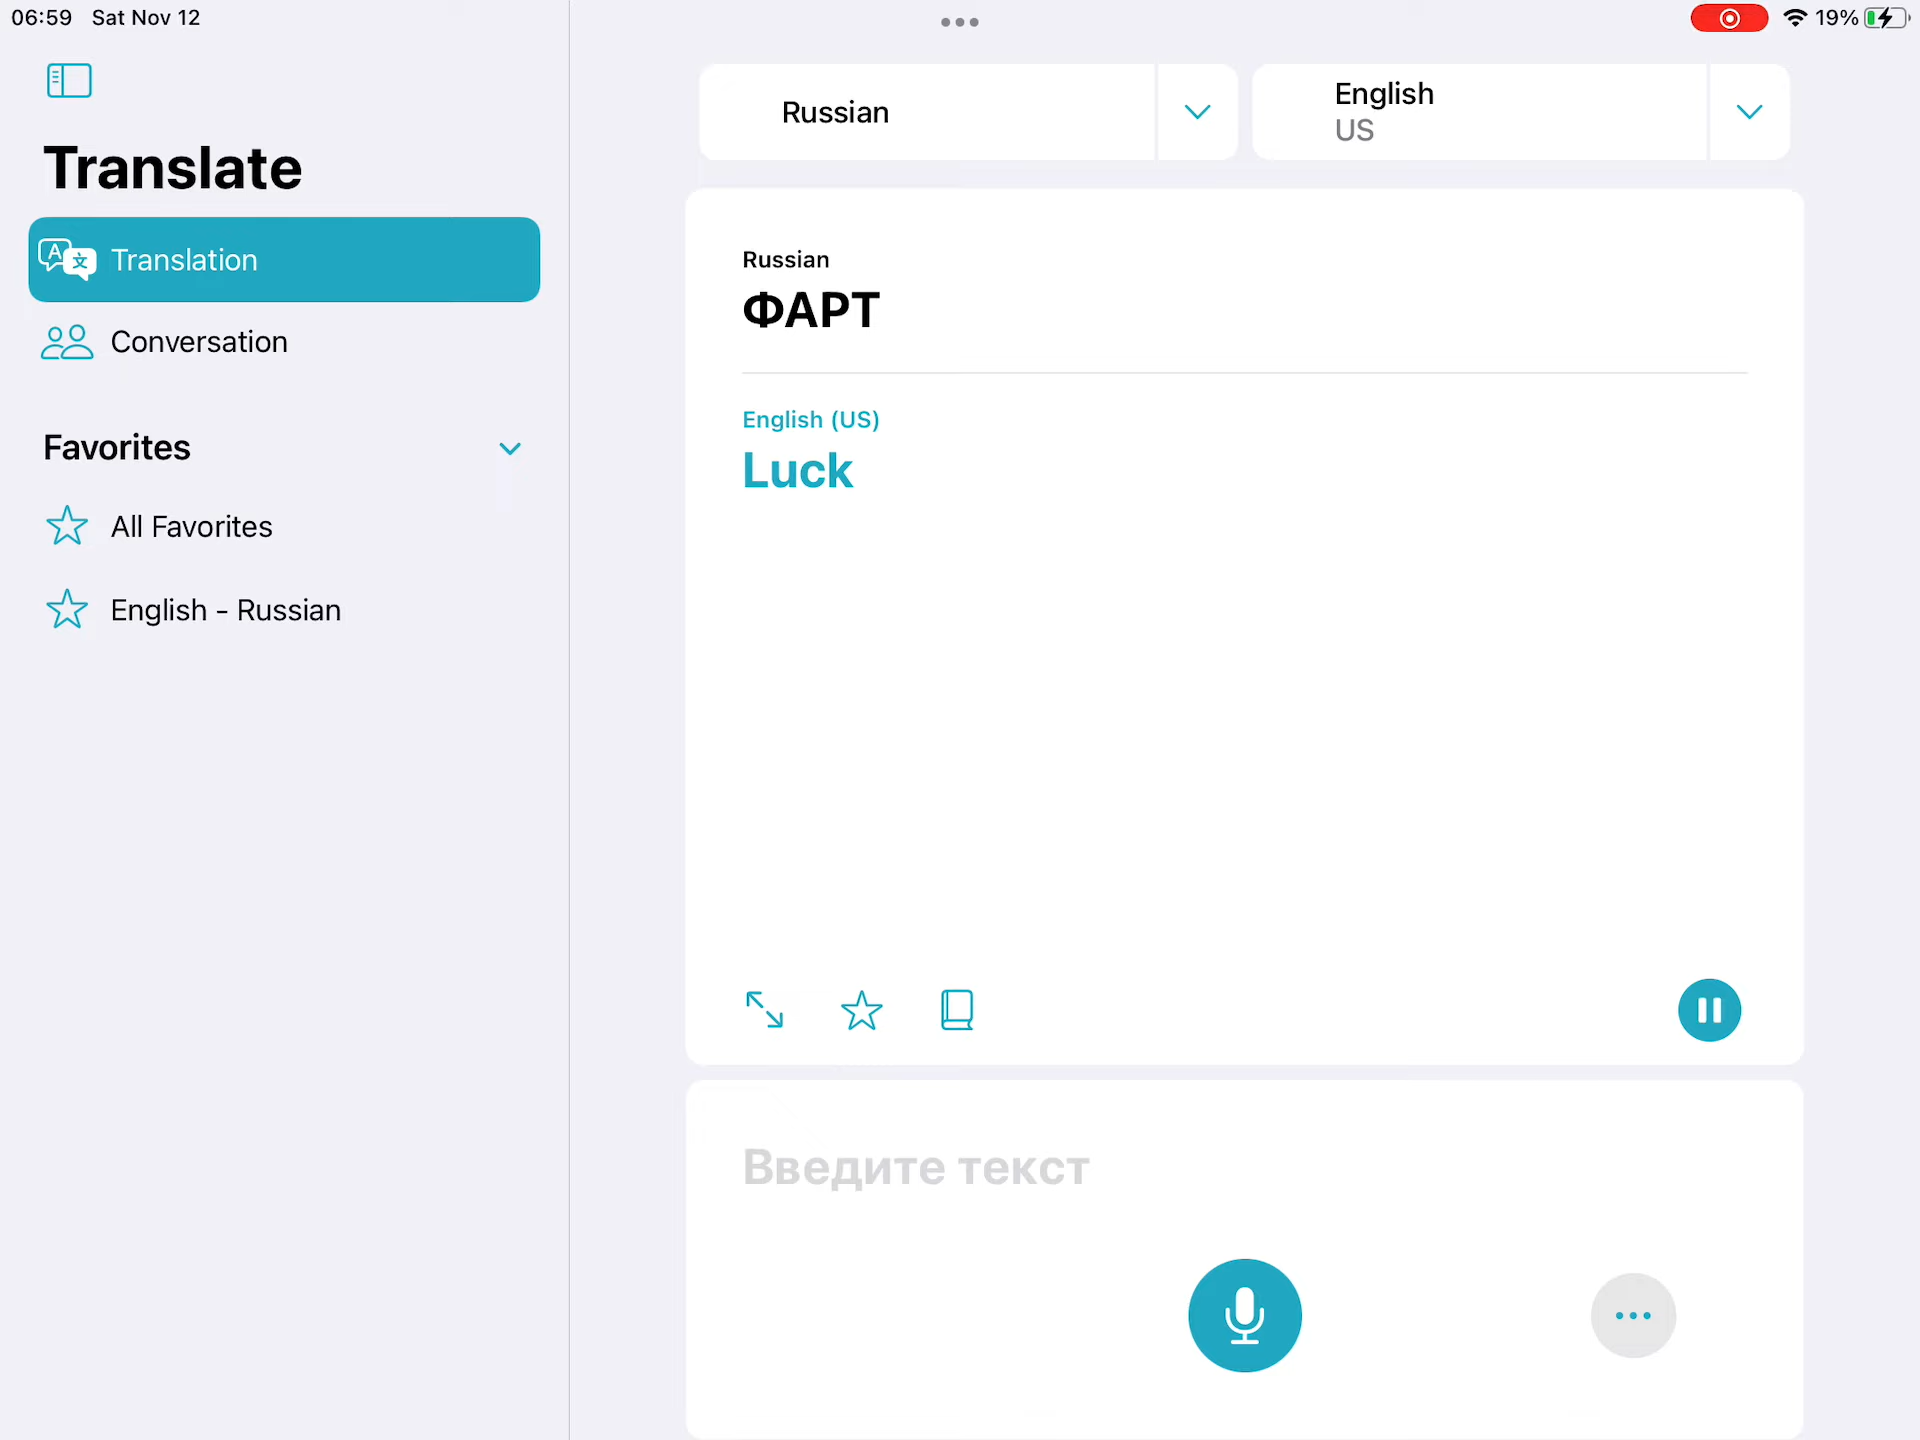 06:59 Sat Nov 12
19%
Translate
Translation
Conversation
Favorites
All Favorites
English - Russian
Russian
English
US
Russian
ФАРТ
English (US)
Luck
Введите текст